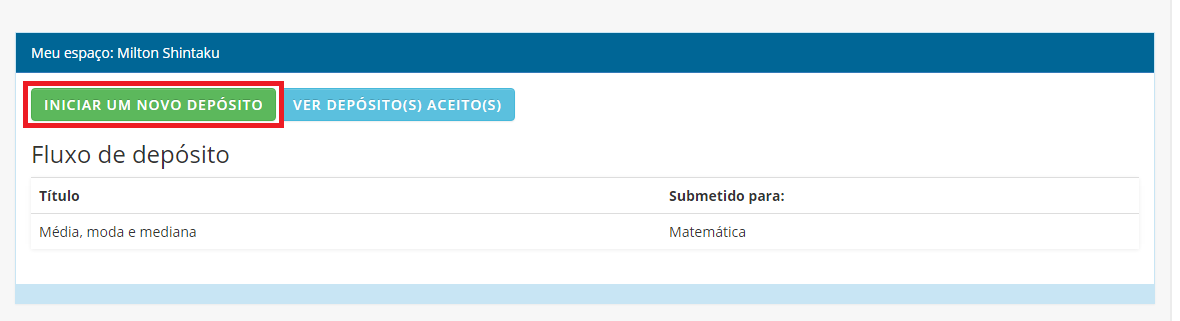 Meu espaço: Milton Shintaku
INICIAR UM NOVO DEPÓSITO VER DEPÓSITO(S) ACEITO(S)
Fluxo de depósito
Título Submetido para:
Média, moda e mediana Matemática